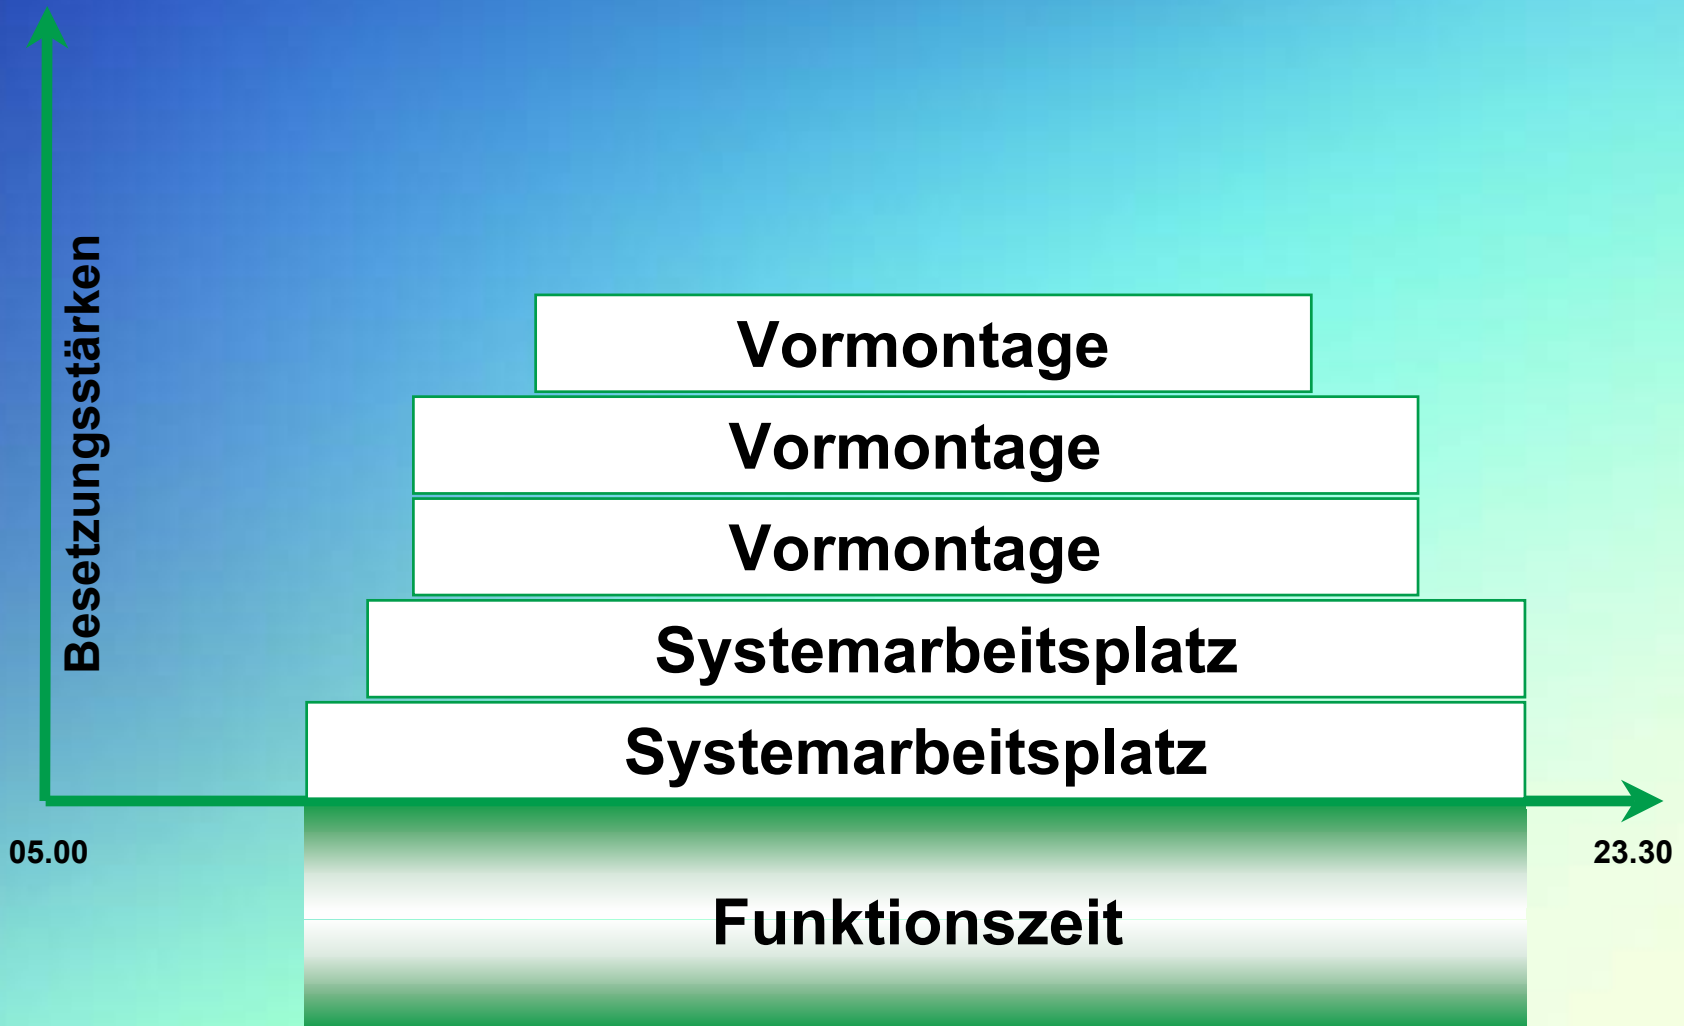 Besetzungsstärken
Vormontage
Vormontage
Vormontage
Systemarbeitsplatz
Systemarbeitsplatz
05.00
23.30
Funktionszeit